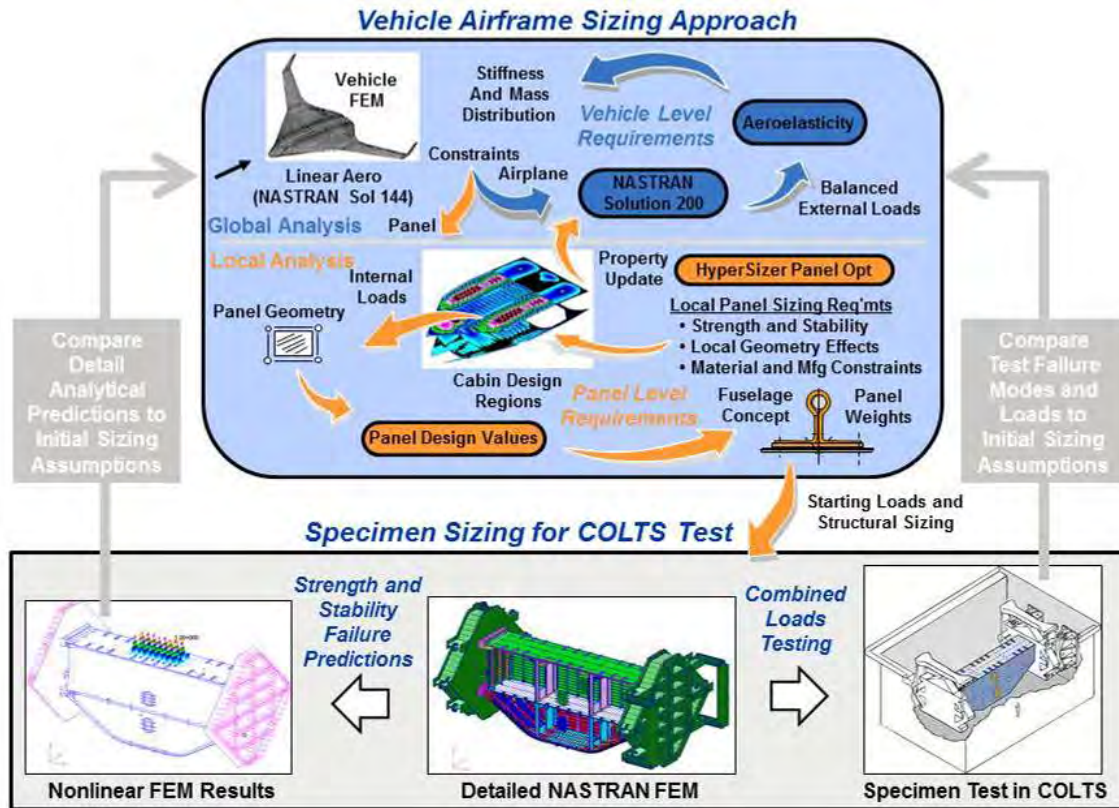 Vehicle Airframe Sizing Approach
Vehicle
FEM
Linear Aero
(NASTRAN Sol 144)
Stiffness
And Mass
Distribution
Vehicle Level
Requirements
Aeroelasticity
Constraints
Airplane
Panel
NASTRAN
Solution 200
Balanced
External Loads
Global Analysis
Local Analysis
Internal
Loads
Panel Geometry
Property
Update
HyperSizer Panel Opt
Local Panel Sizing Req'mts
• Strength and Stability
• Local Geometry Effects
• Material and Mfg Constraints
Cabin Design
Regions
Panel Level
Requirements
Fuselage
Concept
Panel
Weights
Panel Design Values
Compare
Detail
Analytical
Predictions to
Initial Sizing
Assumptions
Compare
Test Failure
Modes and
Loads to
Initial Sizing
Assumptions
Starting Loads and
Structural Sizing
Specimen Sizing for COLTS Test
Strength and
Stability
Failure
Predictions
Combined
Loads
Testing
Nonlinear FEM Results
Detailed NASTRAN FEM
Specimen Test in COLTS